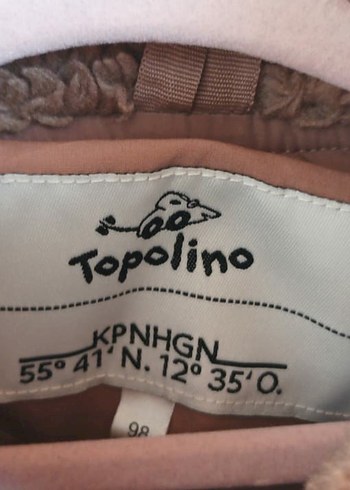 Topolino
KPNHGN
55° 41' N. 12° 35' O.
98